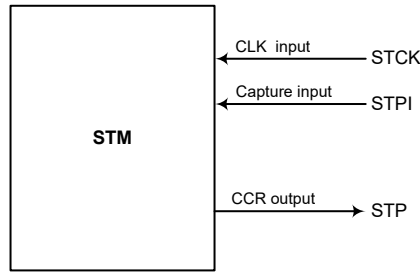 CLK input STCK
Capture input STPI
STM
CCR output STP